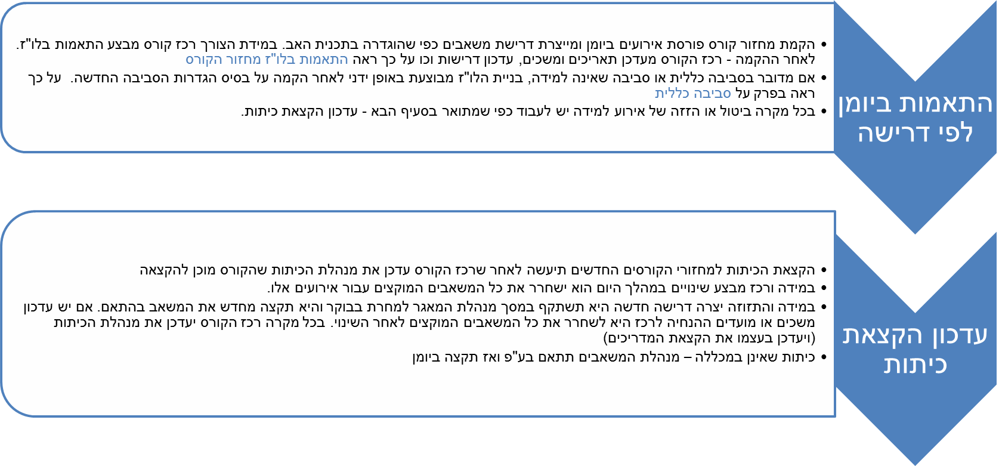 התאמות ביומן
לפי דרישה
• הקמת מחזור קורס פורסת אירועים ביומן ומייצרת דרישת משאבים כפי שהוגדרה בתכנית האב. במידת הצורך רכז קורס מבצע התאמות בלו"ז.
לאחר ההקמה - רכז הקורס מעדכן תאריכים ומשכים, עדכון דרישות וכו על כך ראה התאמות בלו"ז מחזור הקורס
• אם מדובר בסביבה כללית או סביבה שאינה למידה, בניית הלו"ז מבוצעת באופן ידני לאחר הקמה על בסיס הגדרות הסביבה החדשה.  על כך
ראה בפרק על סביבה כללית
• בכל מקרה ביטול או הזזה של אירוע למידה יש לעבוד כפי שמתואר בסעיף הבא - עדכון הקצאת כיתות.
עדכון הקצאת
כיתות
• הקצאת הכיתות למחזורי הקורסים החדשים תיעשה לאחר שרכז הקורס עדכן את מנהלת הכיתות שהקורס מוכן להקצאה
• במידה ורכז מבצע שינויים במהלך היום הוא ישחרר את כל המשאבים המוקצים עבור אירועים אלו.
• במידה והתזוזה יצרה דרישה חדשה היא תשתקף במסך מנהלת המאגר למחרת בבוקר והיא תקצה מחדש את המשאב בהתאם. אם יש עדכון
משכים או מועדים ההנחיה לרכז היא לשחרר את כל המשאבים המוקצים לאחר השינוי. בכל מקרה רכז הקורס יעדכן את מנהלת הכיתות
(ויעדכן בעצמו את הקצאת המדריכים)
• כיתות שאינן במכללה – מנהלת המשאבים תתאם בע"פ ואז תקצה ביומן